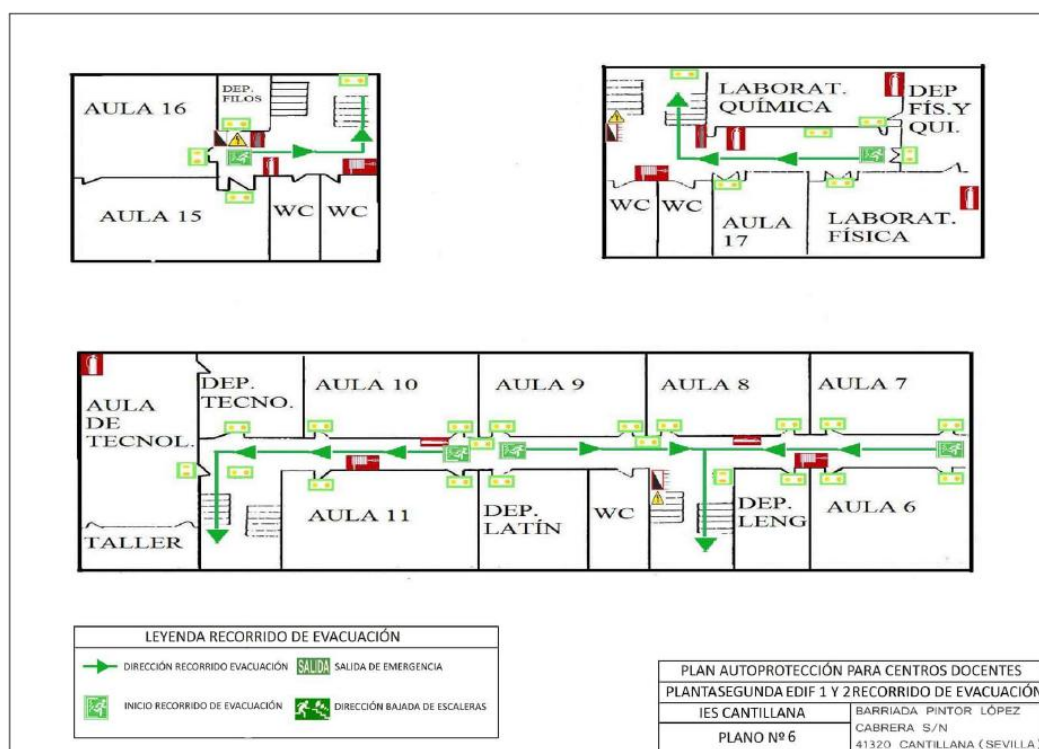 AULA 16
DEP.
FILOS
AULA 15
WC
WC
LABORAT.
QUÍMICA
DEP
FÍS.Y
QUI.
WC
WC
AULA
17
LABORAT.
FÍSICA
AULA
DE
TECNOL.
TALLER
DEP.
TECNO.
AULA 10
AULA 9
AULA 8
AULA 7
AULA 11
DEP.
LATÍN
WC
DEP.
LENG
AULA 6
LEYENDA RECORRIDO DE EVACUACIÓN
DIRECCIÓN RECORRIDO EVACUACIÓN
SALIDA
SALIDA DE EMERGENCIA
INICIO RECORRIDO DE EVACUACIÓN
DIRECCIÓN BAJADA DE ESCALERAS
PLAN AUTOPROTECCIÓN PARA CENTROS DOCENTES
PLANTASEGUNDA EDIF 1 Y 2RECORRIDO DE EVACUACIÓN
IES CANTILLANA
PLANO Nº 6
BARRIADA PINTOR LÓPEZ
CABRERA S/N
41320 CANTILLANA (SEVILLA)